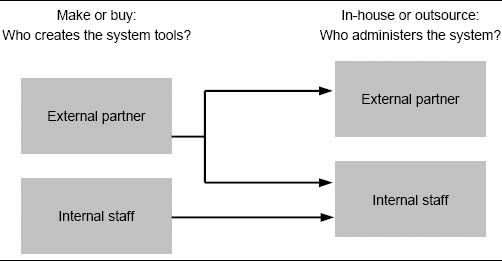 Make or buy:
Who creates the system tools?
In-house or outsource:
Who administers the system?
External partner
External partner
Internal staff
Internal staff